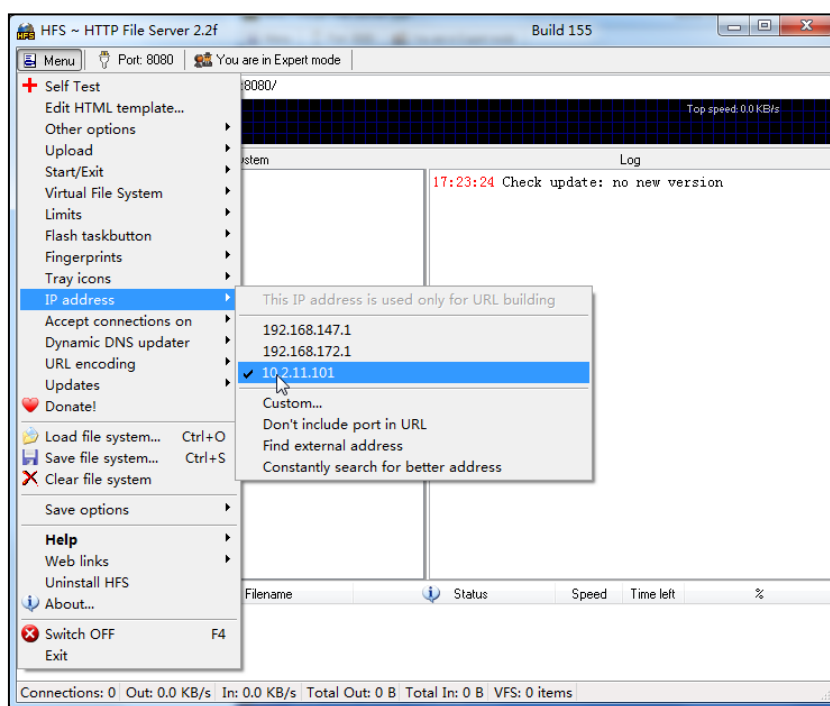 HFS ~ HTTP File Server 2.2f Build 155
Menu Port: 8080 You are in Expert mode
:8080/
Top speed: 0.0 KB/s
Log
17:23:24 Check update: no new version
Self Test
Edit HTML template...
Other options
Upload
Start/Exit
Virtual File System
Limits
Flash taskbutton
Fingerprints
Tray icons
IP address
Accept connections on
Dynamic DNS updater
URL encoding
Updates
Donate!
Load file system... Ctrl+O
Save file system... Ctrl+S
Clear file system
Save options
Help
Web links
Uninstall HFS
About...
Switch OFF F4
Exit
This IP address is used only for URL building
192.168.147.1
192.168.172.1
10.2.11.101
Custom...
Don't include port in URL
Find external address
Constantly search for better address
Filename Status Speed Time left %
Connections: 0 Out: 0.0 KB/s In: 0.0 KB/s Total Out: 0 B Total In: 0 B VFS: 0 items